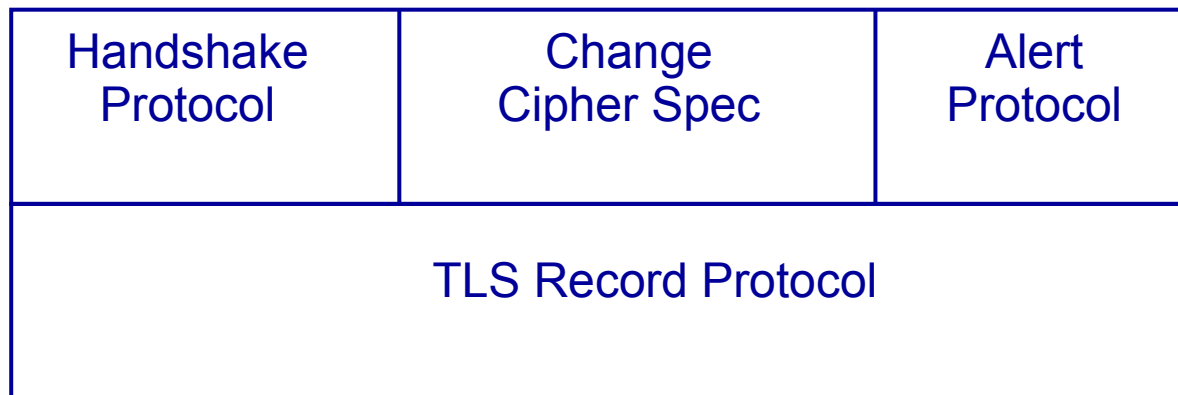 Handshake
Protocol
Change
Cipher Spec
Alert
Protocol
TLS Record Protocol